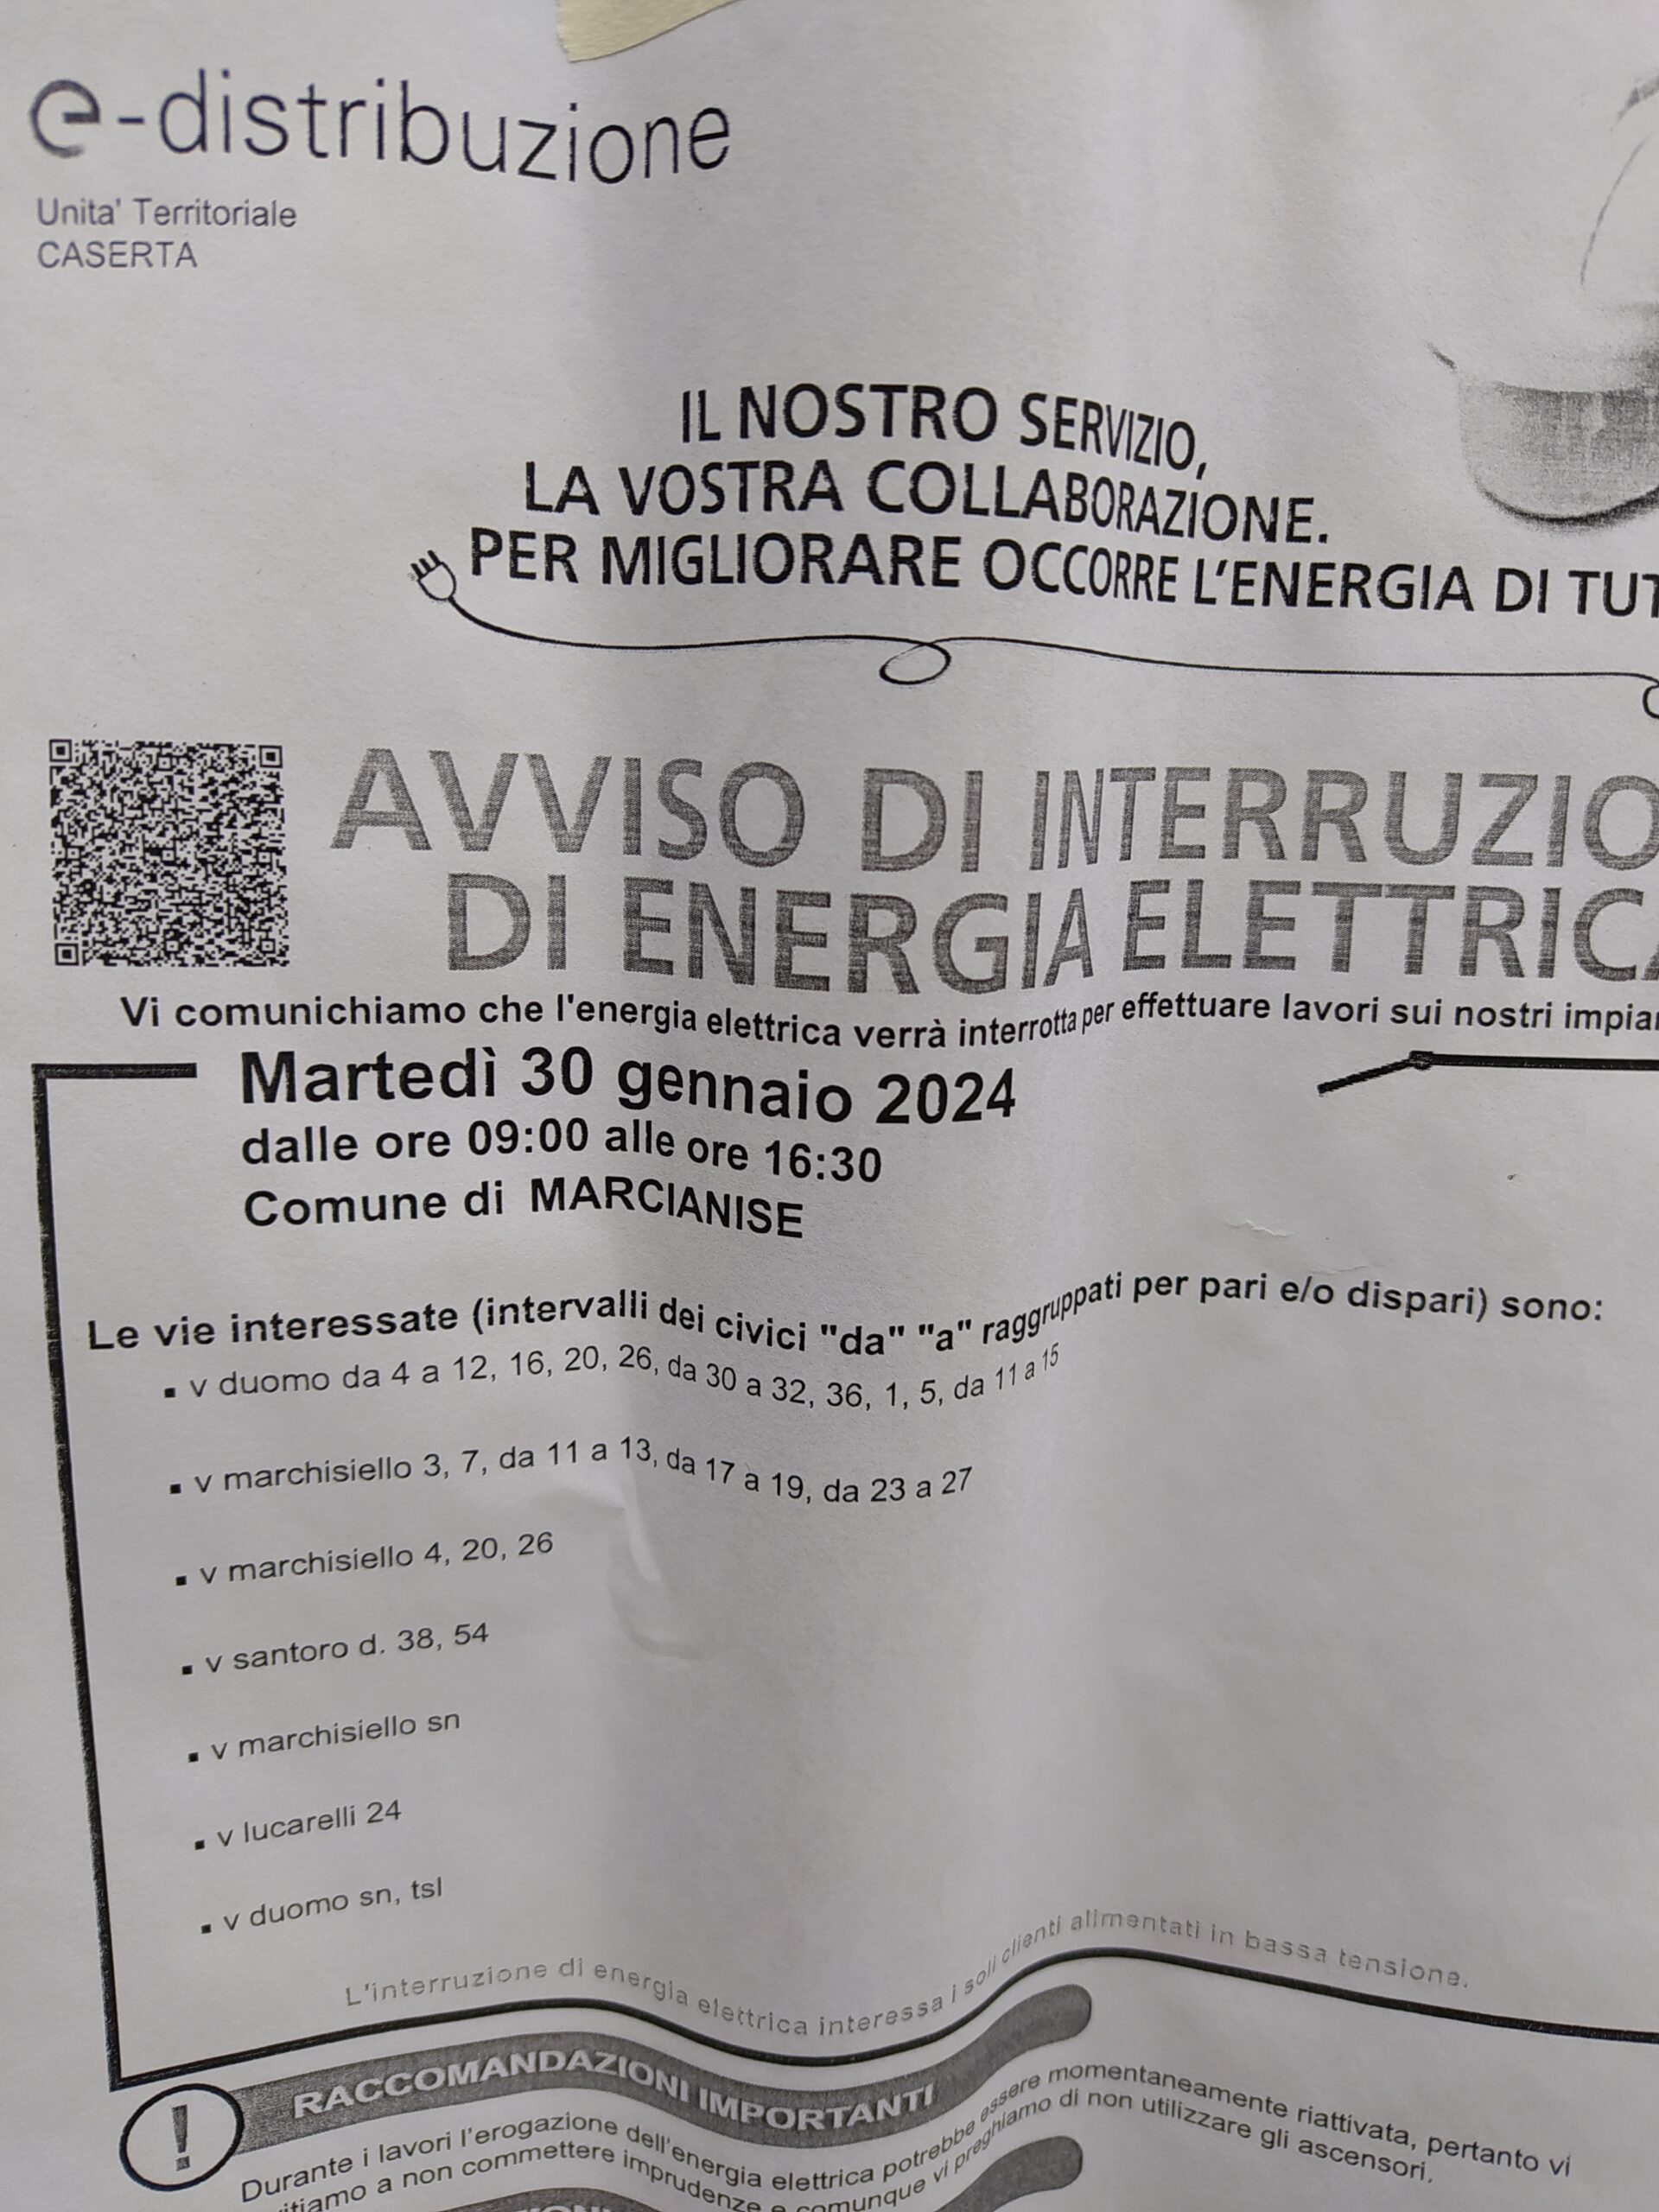 e-distribuzione
Unita' Territoriale
CASERTA
IL NOSTRO SERVIZIO,
LA VOSTRA COLLABORAZIONE.
PER MIGLIORARE OCCORRE L'ENERGIA DI TUT
AVVISO DI INTERRUZIO
DI ENERGIA ELETTRICA
Vi comunichiamo che l'energia elettrica verrà interrotta per effettuare lavori sui nostri impian
Martedì 30 gennaio 2024
dalle ore 09:00 alle ore 16:30
Comune di MARCIANISE
Le vie interessate (intervalli dei civici "da" "a" raggruppati per pari e/o dispari) sono:
▪ v duomo da 4 a 12, 16, 20, 26, da 30 a 32, 36, 1, 5, da 11 a 15
▪ v marchisiello 3, 7, da 11 a 13, da 17 a 19, da 23 a 27
▪ v marchisiello 4, 20, 26
▪ v santoro d. 38, 54
▪ v marchisiello sn
▪ v lucarelli 24
▪ v duomo sn, tsl
L'interruzione di energia elettrica interessa i soli clienti alimentati in bassa tensione.
! RACCOMANDAZIONI IMPORTANTI
Durante i lavori l'erogazione dell'energia elettrica potrebbe essere momentaneamente riattivata, pertanto vi
itiamo a non commettere imprudenze e comunque vi preghiamo di non utilizzare gli ascensori.